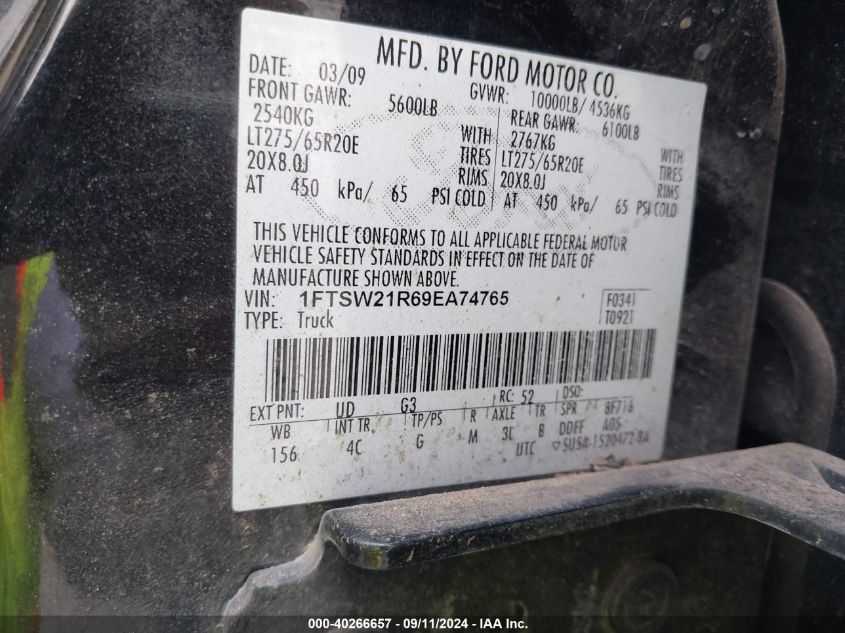 MFD. BY FORD MOTOR CO.
DATE: 03/09 GVWR: 10000LB/ 4536KG
FRONT GAWR: 5600LB REAR GAWR: 6100LB
2540KG WITH 2767KG WITH
LT275/65R20E TIRES LT275/65R20E TIRES
20X8.0J RIMS 20X8.0J RIMS
AT 450 kPa/ 65 PSI COLD AT 450 kPa/ 65 PSI COLD
THIS VEHICLE CONFORMS TO ALL APPLICABLE FEDERAL MOTOR
VEHICLE SAFETY STANDARDS IN EFFECT ON THE DATE OF
MANUFACTURE SHOWN ABOVE.
VIN: 1FTSW21R69EA74765 F0341
TYPE: Truck T0921
EXT PNT: UD G3 RC: 52 DSO:
WB INT TR. TP/PS R AXLE TR SPR 8F716
156 4C G M 3E B DDFF A05
UTC 5U5A-1520472-BA
000-40266657 - 09/11/2024 - IAA Inc.